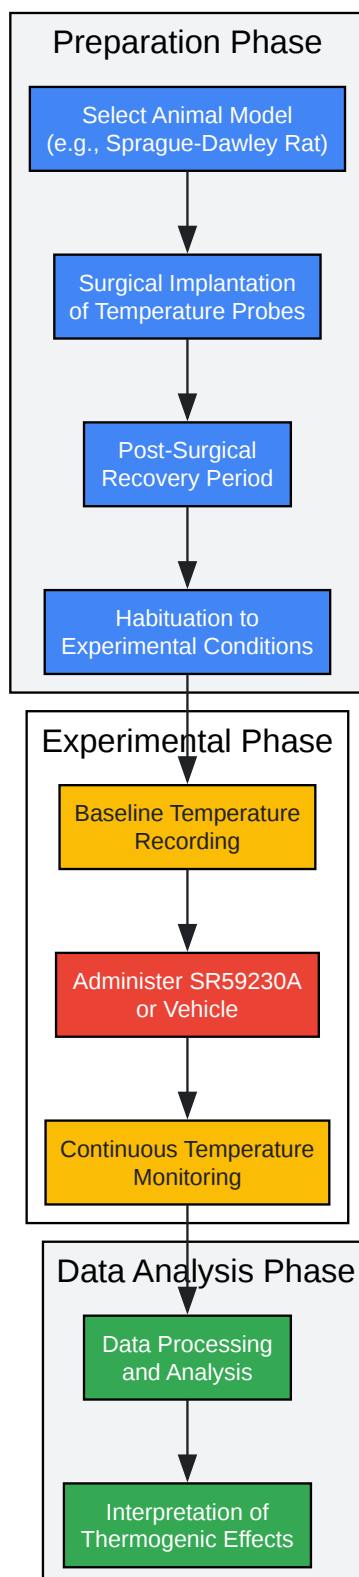 Preparation Phase
Select Animal Model
(e.g., Sprague-Dawley Rat)
Surgical Implantation
of Temperature Probes
Post-Surgical
Recovery Period
Habituation to
Experimental Conditions
Experimental Phase
Baseline Temperature
Recording
Administer SR59230A
or Vehicle
Continuous Temperature
Monitoring
Data Analysis Phase
Data Processing
and Analysis
Interpretation of
Thermogenic Effects